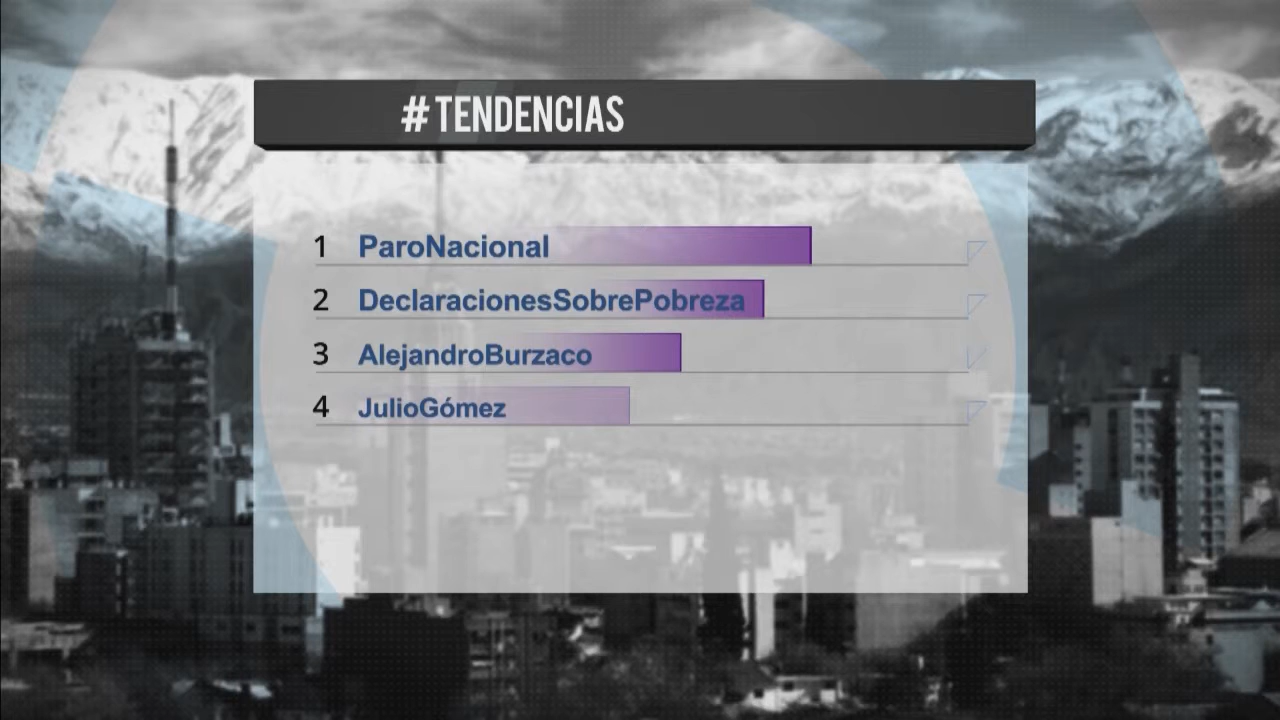 #TENDENCIAS
1 ParoNacional
2 DeclaracionesSobrePobreza
3 AlejandroBurzaco
4 JulioGómez